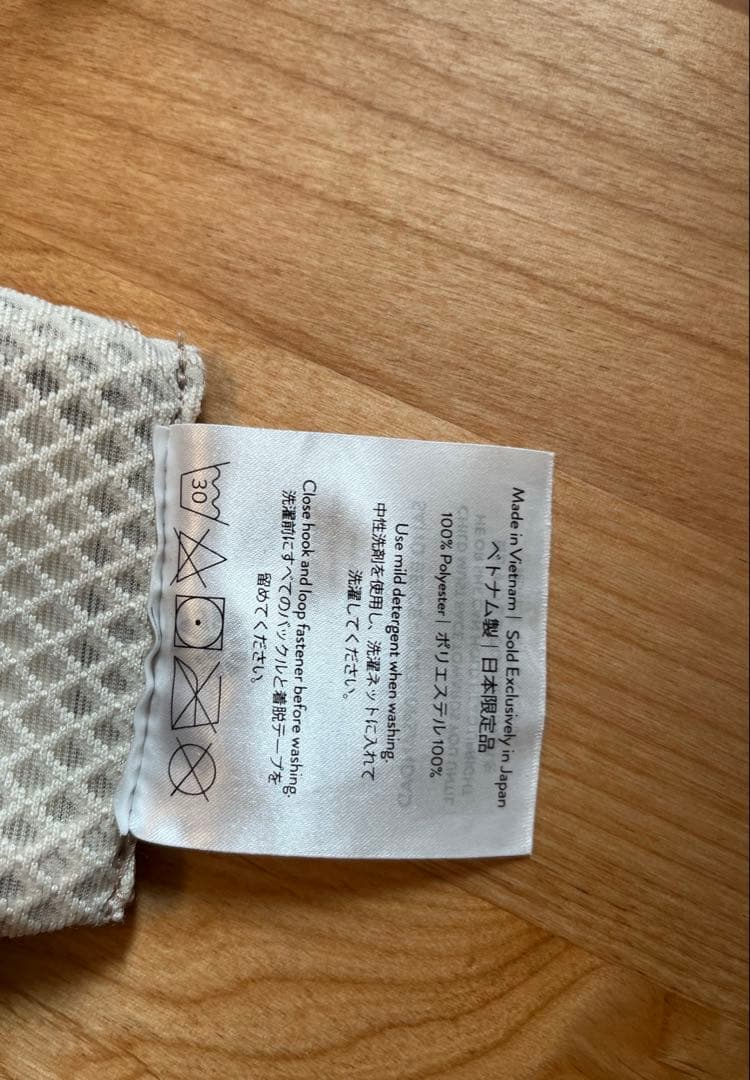 Made in Vietnam | Sold Exclusively in Japan
ベトナム製 | 日本限定品
100% Polyester | ポリエステル 100%
Use mild detergent when washing.
中性洗剤を使用し、洗濯ネットに入れて
洗濯してください。
Close hook and loop fastener before washing.
洗濯前にすべてのバックルと着脱テープを
留めてください。
30